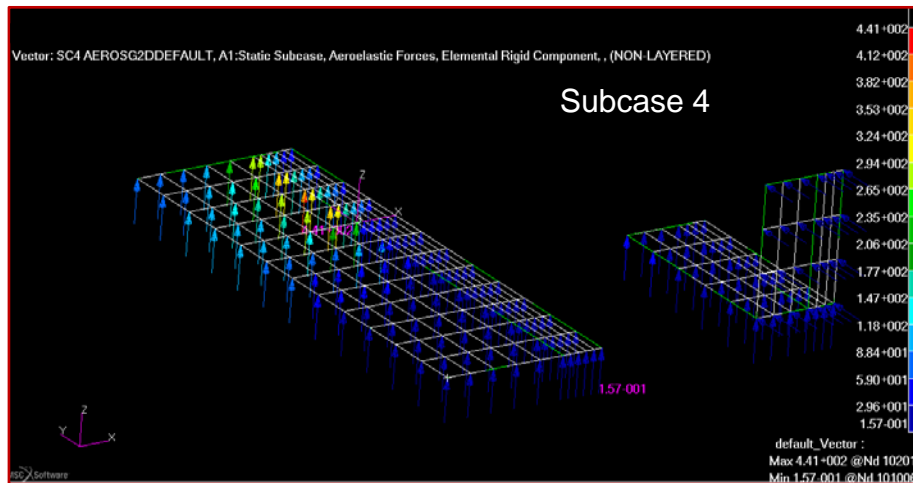 Vector: SC4 AEROSG2DDEFAULT, A1:Static Subcase, Aeroelastic Forces, Elemental Rigid Component, , (NON-LAYERED)
Subcase 4
4.41+002
4.12+002
3.82+002
3.53+002
3.24+002
2.94+002
2.65+002
2.35+002
2.06+002
1.77+002
1.47+002
1.18+002
8.84+001
5.90+001
2.96+001
1.57-001
Z
X
1.57-001
Z
Y
X
default_Vector :
Max 4.41+002 @Nd 10201
Min 1.57-001 @Nd 101006
Software